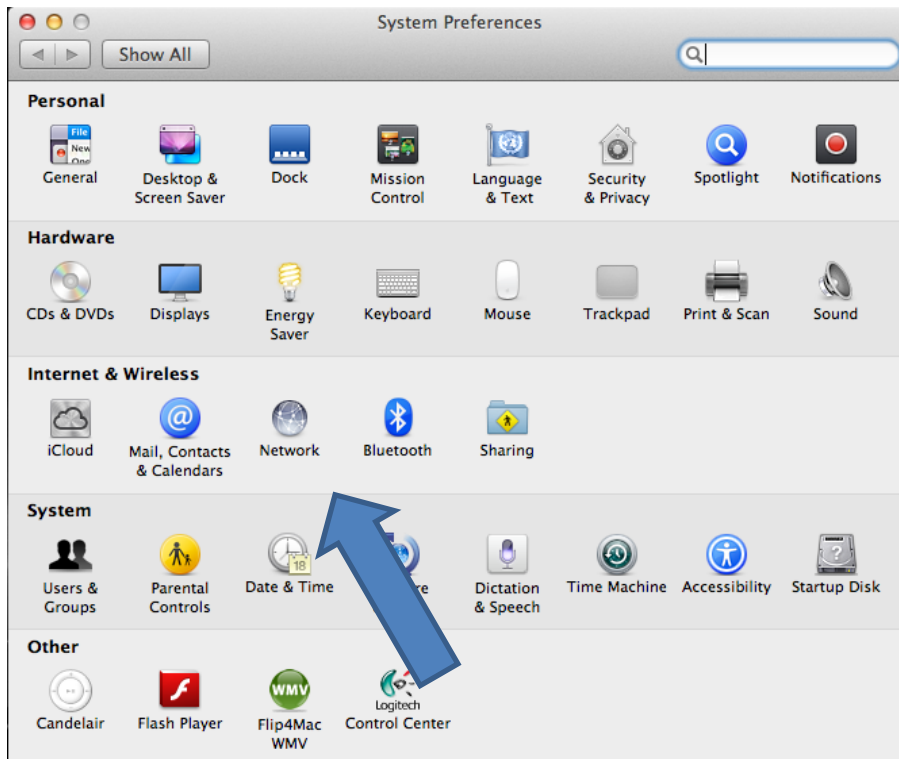 System Preferences
Show All
Personal
File
New
One
General
Desktop &
Screen Saver
Dock
Mission
Control
Language
& Text
Security
& Privacy
Spotlight
Notifications
Hardware
CDs & DVDs
Displays
Energy
Saver
Keyboard
Mouse
Trackpad
Print & Scan
Sound
Internet & Wireless
iCloud
@
Mail, Contacts
& Calendars
Network
Bluetooth
Sharing
System
Users &
Groups
Parental
Controls
18
Date & Time
re
Dictation
& Speech
Time Machine
Accessibility
?
Startup Disk
Other
Candelair
Flash Player
WMV
Flip4Mac
WMV
Logitech
Control Center